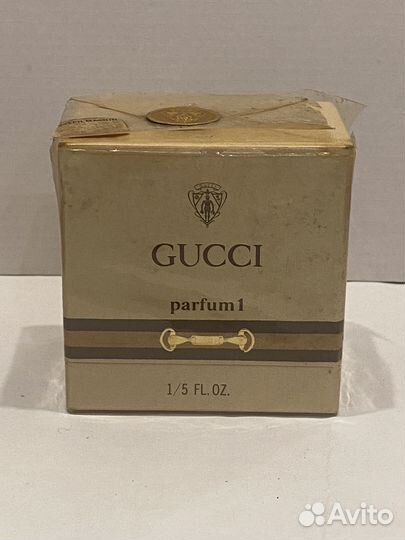 GUCCI
parfum1
1/5 FL. OZ.
Avito